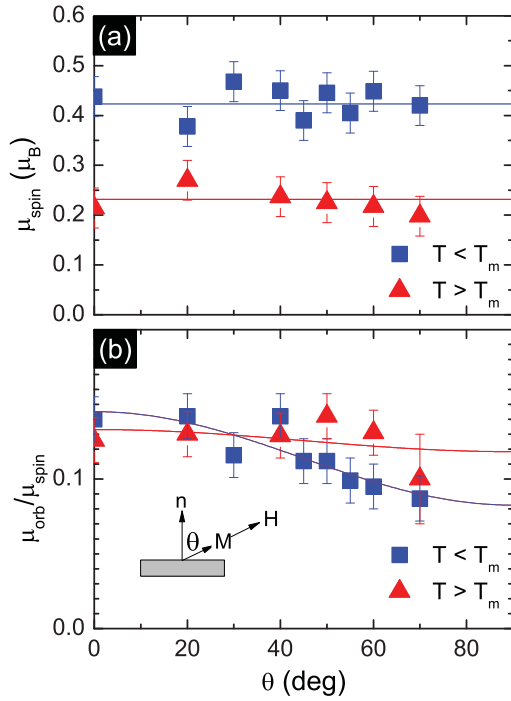 (a)
0.6
0.5
0.4
0.3
0.2
0.1
0.0
μspin (μB)
T < Tm
T > Tm
(b)
0.1
0.0
μorb/μspin
n
θ
M
H
T < Tm
T > Tm
0 20 40 60 80
θ (deg)